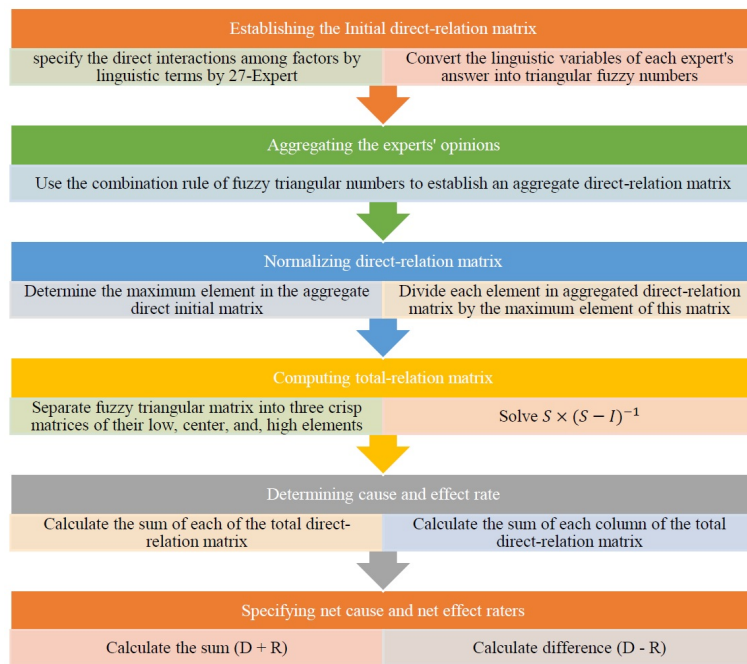 Establishing the Initial direct-relation matrix
specify the direct interactions among factors by
linguistic terms by 27-Expert
Convert the linguistic variables of each expert's
answer into triangular fuzzy numbers
Aggregating the experts' opinions
Use the combination rule of fuzzy triangular numbers to establish an aggregate direct-relation matrix
Normalizing direct-relation matrix
Determine the maximum element in the aggregate
direct initial matrix
Divide each element in aggregated direct-relation
matrix by the maximum element of this matrix
Computing total-relation matrix
Separate fuzzy triangular matrix into three crisp
matrices of their low, center, and, high elements
Solve S × (S − I)⁻¹
Determining cause and effect rate
Calculate the sum of each of the total direct-
relation matrix
Calculate the sum of each column of the total
direct-relation matrix
Specifying net cause and net effect raters
Calculate the sum (D + R)
Calculate difference (D - R)